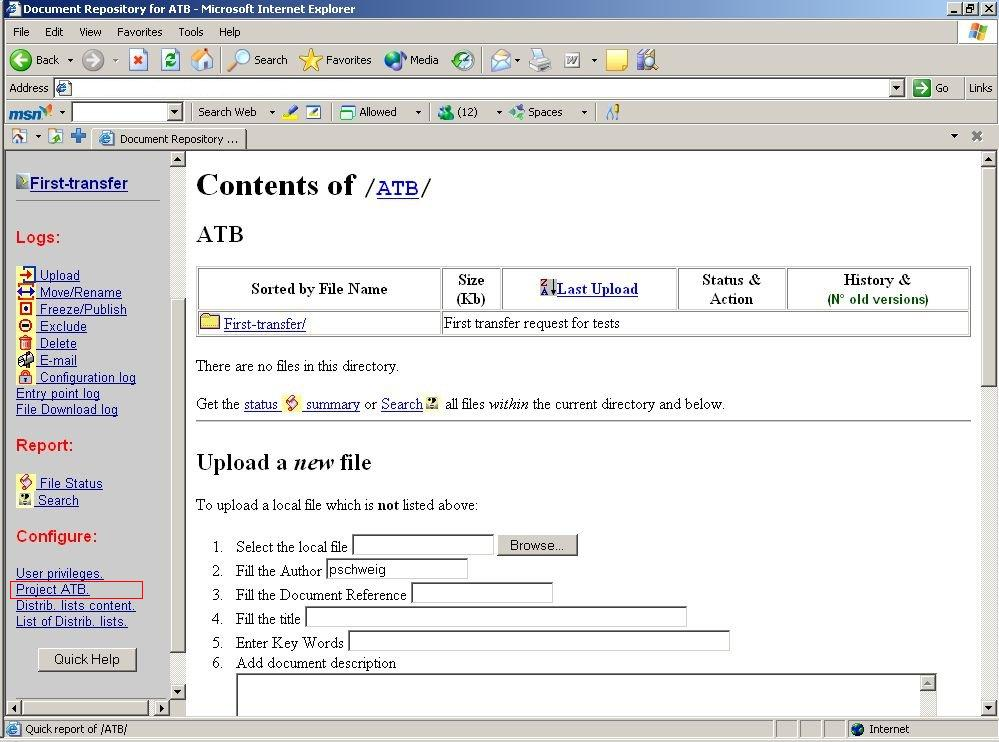 Document Repository for ATB - Microsoft Internet Explorer
File Edit View Favorites Tools Help
Back Search Favorites Media
Address Go Links
msn Search Web Allowed (12) Spaces
Document Repository ...
First-transfer
Logs:
Upload
Move/Rename
Freeze/Publish
Exclude
Delete
E-mail
Configuration log
Entry point log
File Download log
Report:
File Status
Search
Configure:
User privileges.
Project ATB.
Distrib. lists content.
List of Distrib. lists.
Quick Help
Contents of /ATB/
ATB
Sorted by File Name Size (Kb) Last Upload Status & Action History & (N° old versions)
First-transfer/ First transfer request for tests
There are no files in this directory.
Get the status summary or Search all files within the current directory and below.
Upload a new file
To upload a local file which is not listed above:
1. Select the local file Browse...
2. Fill the Author pschweig
3. Fill the Document Reference
4. Fill the title
5. Enter Key Words
6. Add document description
Quick report of /ATB/ Internet